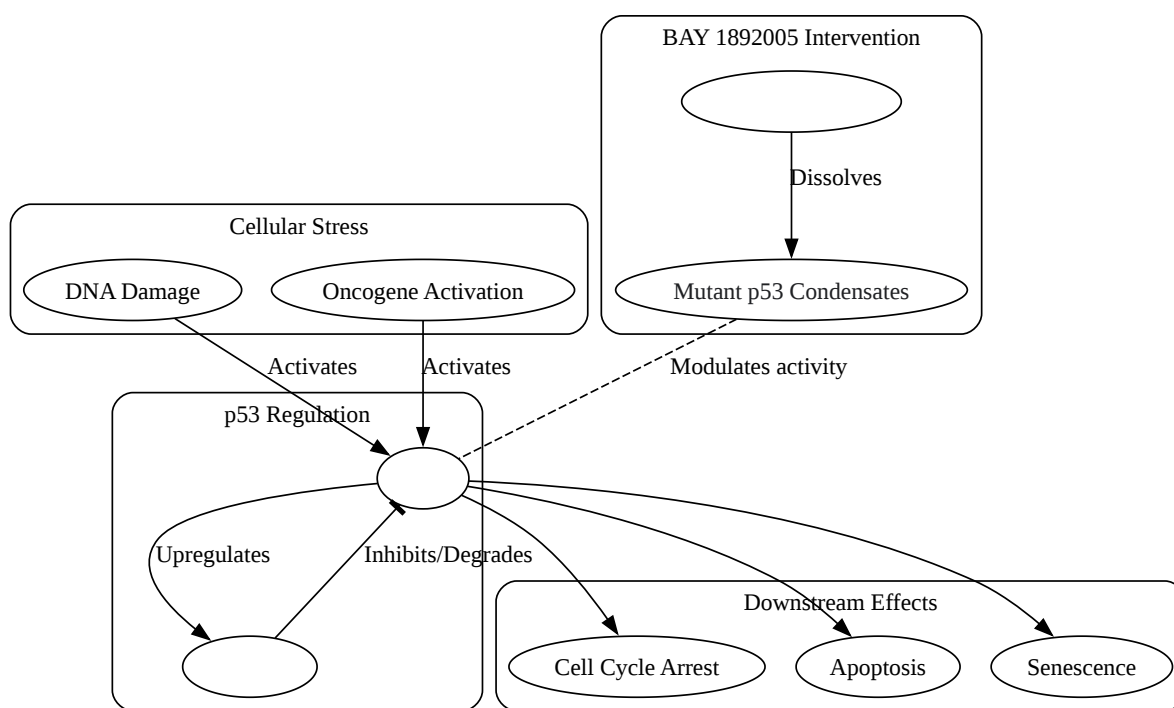 BAY 1892005 Intervention
Dissolves
Cellular Stress
DNA Damage
Oncogene Activation
Mutant p53 Condensates
Activates
Activates
Modulates activity
p53 Regulation
Upregulates
Inhibits/Degrades
Downstream Effects
Cell Cycle Arrest
Apoptosis
Senescence